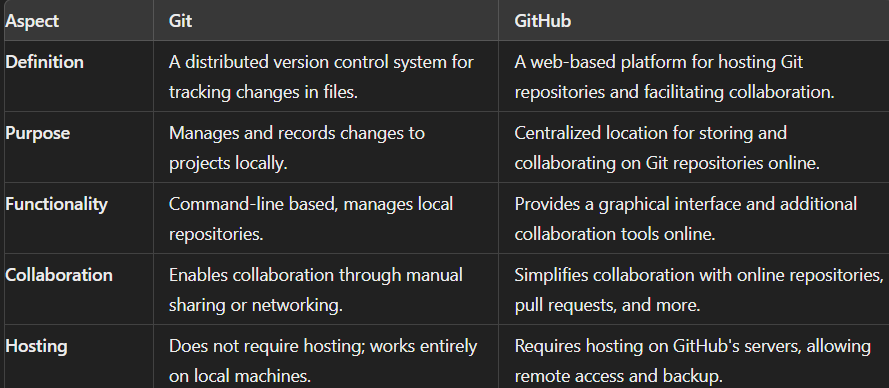 Aspect Git GitHub
Definition A distributed version control system for A web-based platform for hosting Git
tracking changes in files. repositories and facilitating collaboration.
Purpose Manages and records changes to Centralized location for storing and
projects locally. collaborating on Git repositories online.
Functionality Command-line based, manages local Provides a graphical interface and additional
repositories. collaboration tools online.
Collaboration Enables collaboration through manual Simplifies collaboration with online repositories,
sharing or networking. pull requests, and more.
Hosting Does not require hosting; works entirely Requires hosting on GitHub's servers, allowing
on local machines. remote access and backup.